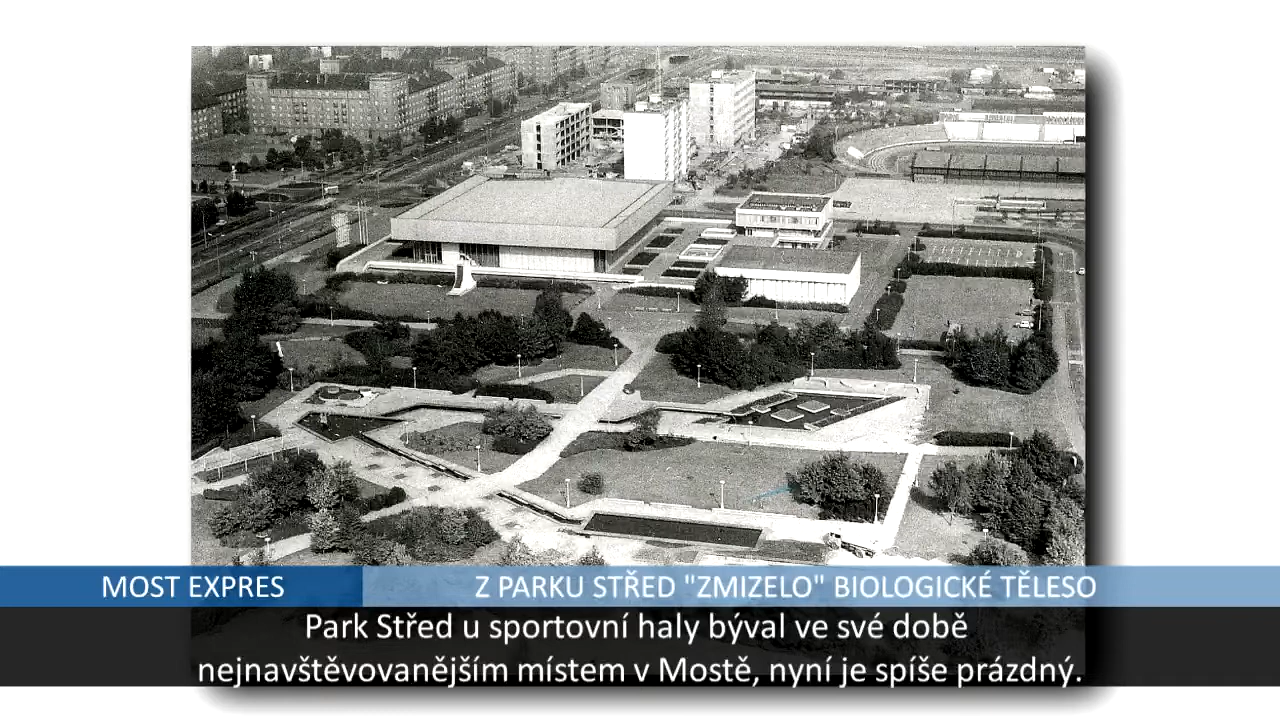 MOST EXPRES
Z PARKU STŘED "ZMIZELO" BIOLOGICKÉ TĚLESO
Park Střed u sportovní haly býval ve své době
nejnavštěvovanějším místem v Mostě, nyní je spíše prázdný.